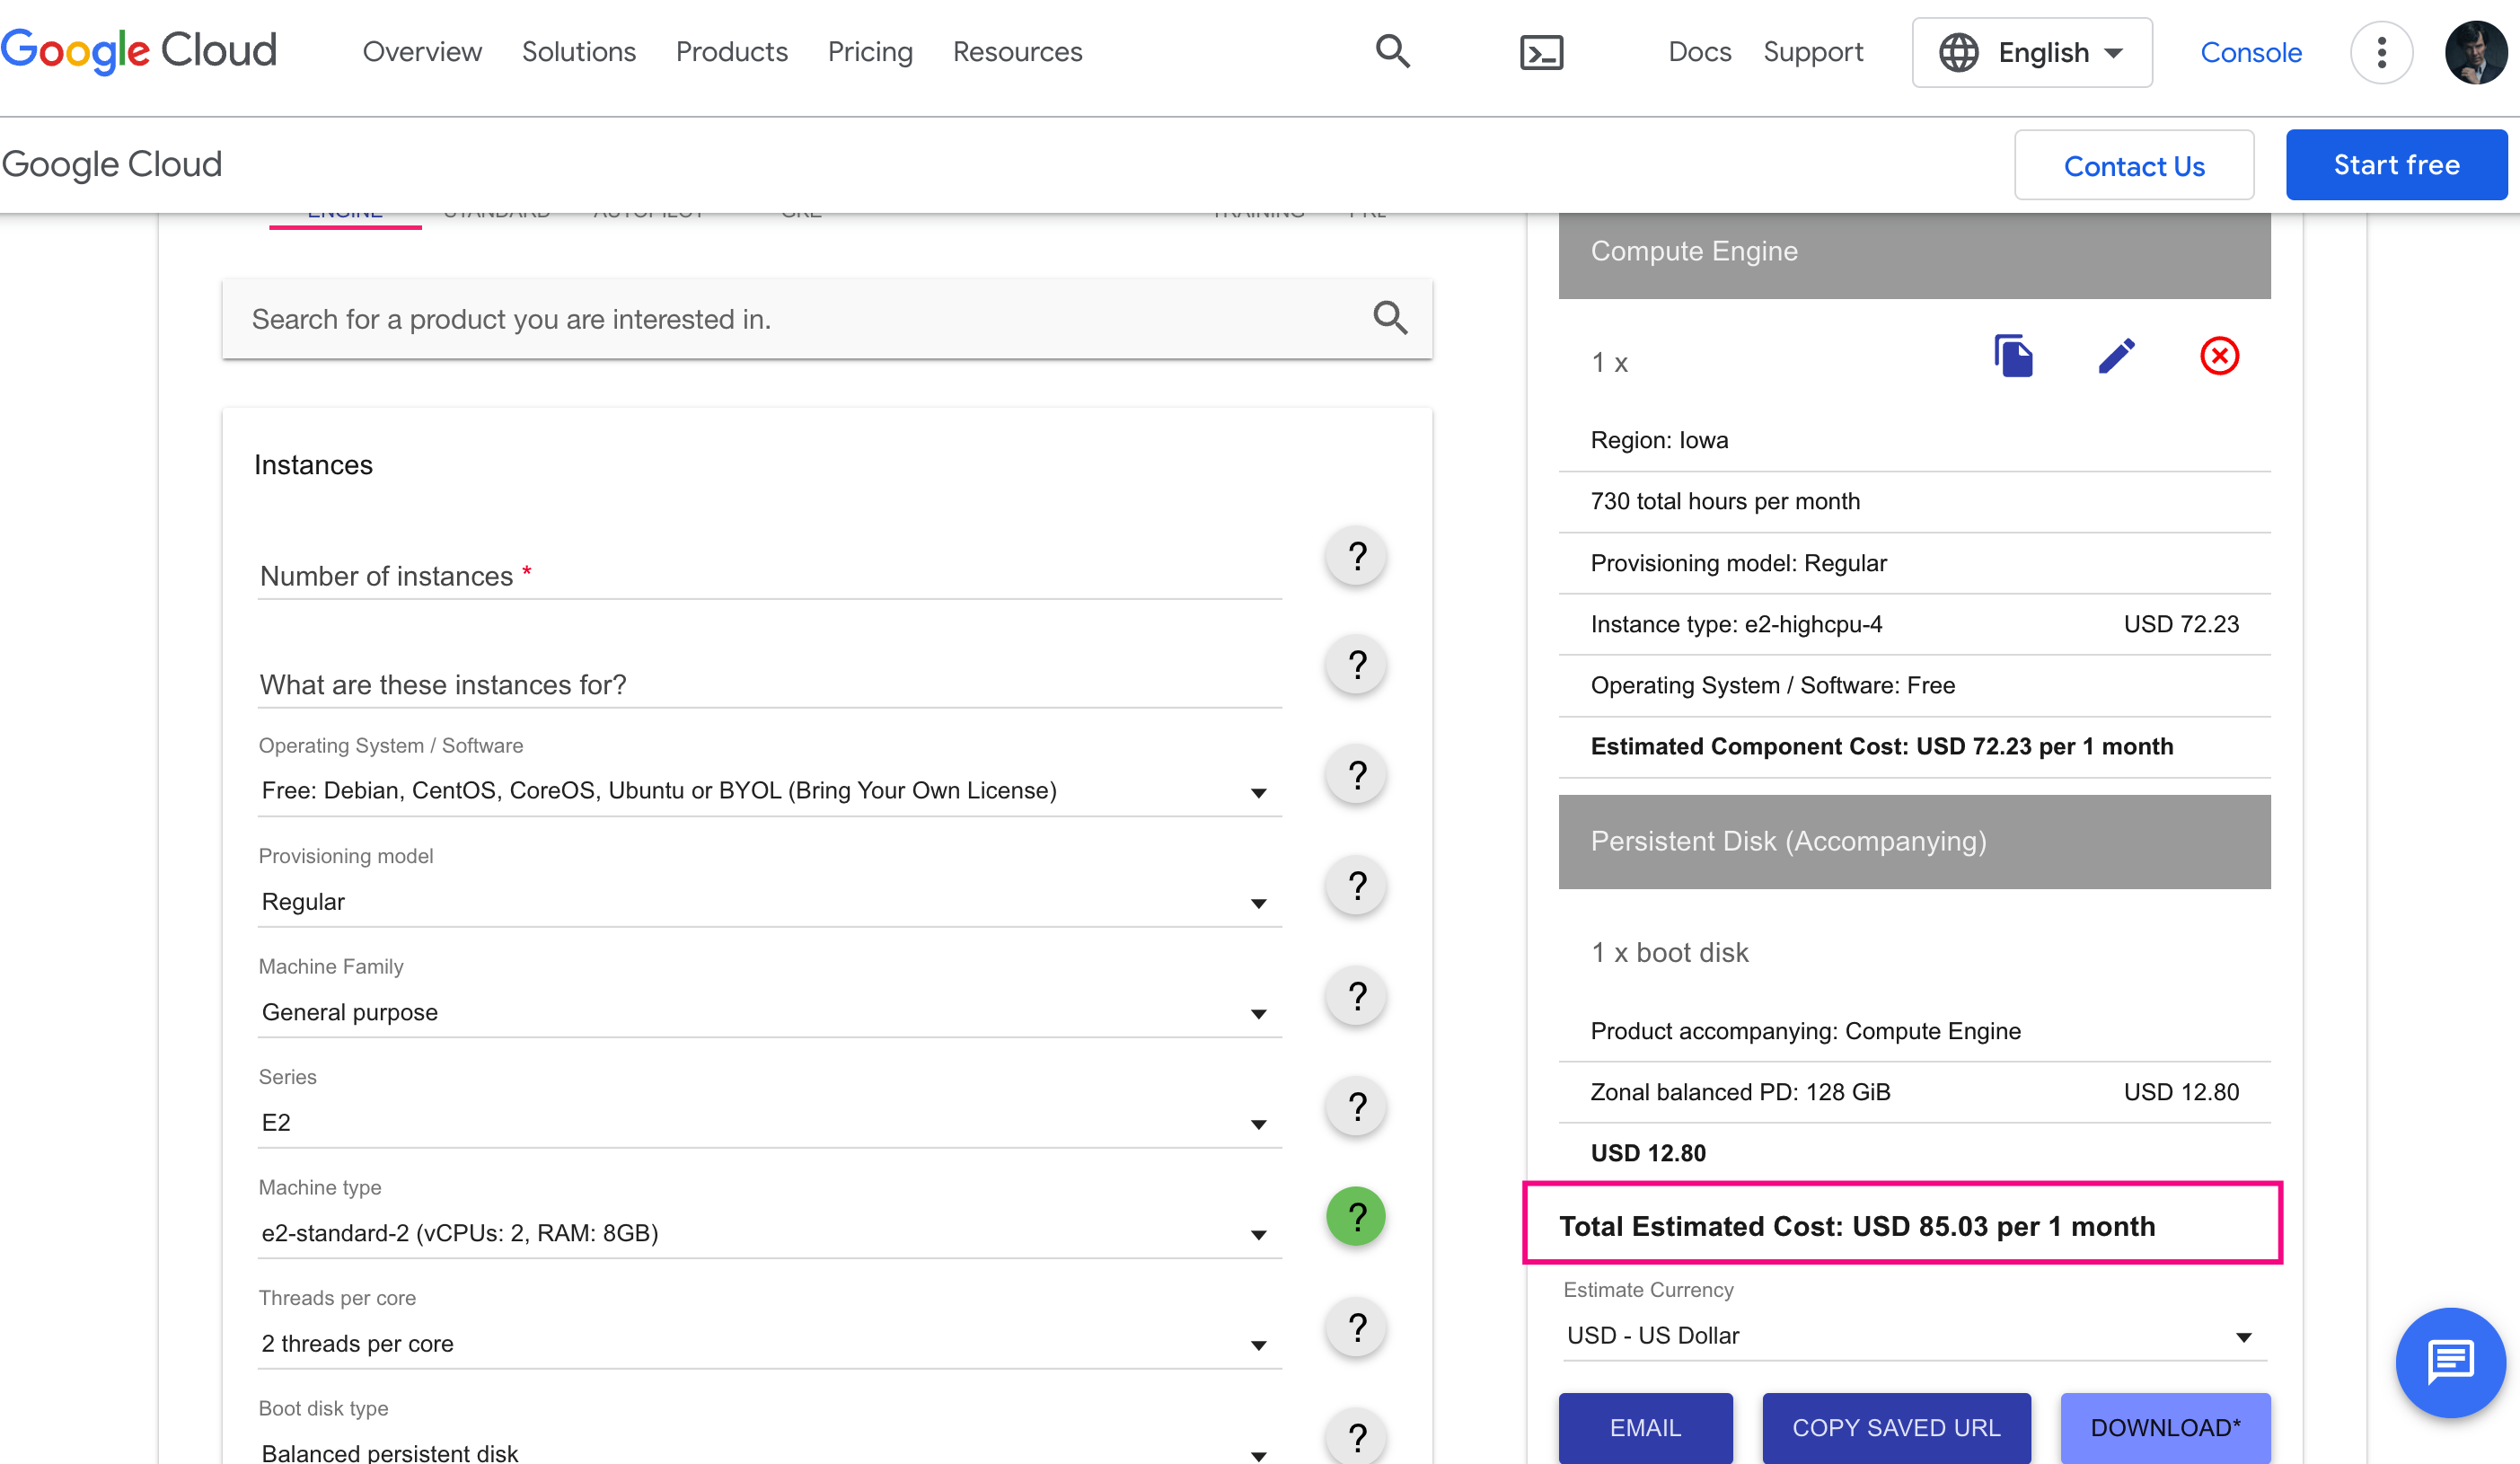 Google Cloud
Overview
Solutions
Products
Pricing
Resources
Docs
Support
English
Console
Google Cloud
Contact Us
Start free
ENGINE
STANDARD
AUTOPILOT
GKE
TRAINING
Search for a product you are interested in.
Instances
Number of instances *
?
What are these instances for?
?
Operating System / Software
Free: Debian, CentOS, CoreOS, Ubuntu or BYOL (Bring Your Own License)
?
Provisioning model
Regular
?
Machine Family
General purpose
?
Series
E2
?
Machine type
e2-standard-2 (vCPUs: 2, RAM: 8GB)
?
Threads per core
2 threads per core
?
Boot disk type
Balanced persistent disk
?
Compute Engine
1 x
Region: Iowa
730 total hours per month
Provisioning model: Regular
Instance type: e2-highcpu-4 USD 72.23
Operating System / Software: Free
Estimated Component Cost: USD 72.23 per 1 month
Persistent Disk (Accompanying)
1 x boot disk
Product accompanying: Compute Engine
Zonal balanced PD: 128 GiB USD 12.80
USD 12.80
Total Estimated Cost: USD 85.03 per 1 month
Estimate Currency
USD - US Dollar
EMAIL
COPY SAVED URL
DOWNLOAD*